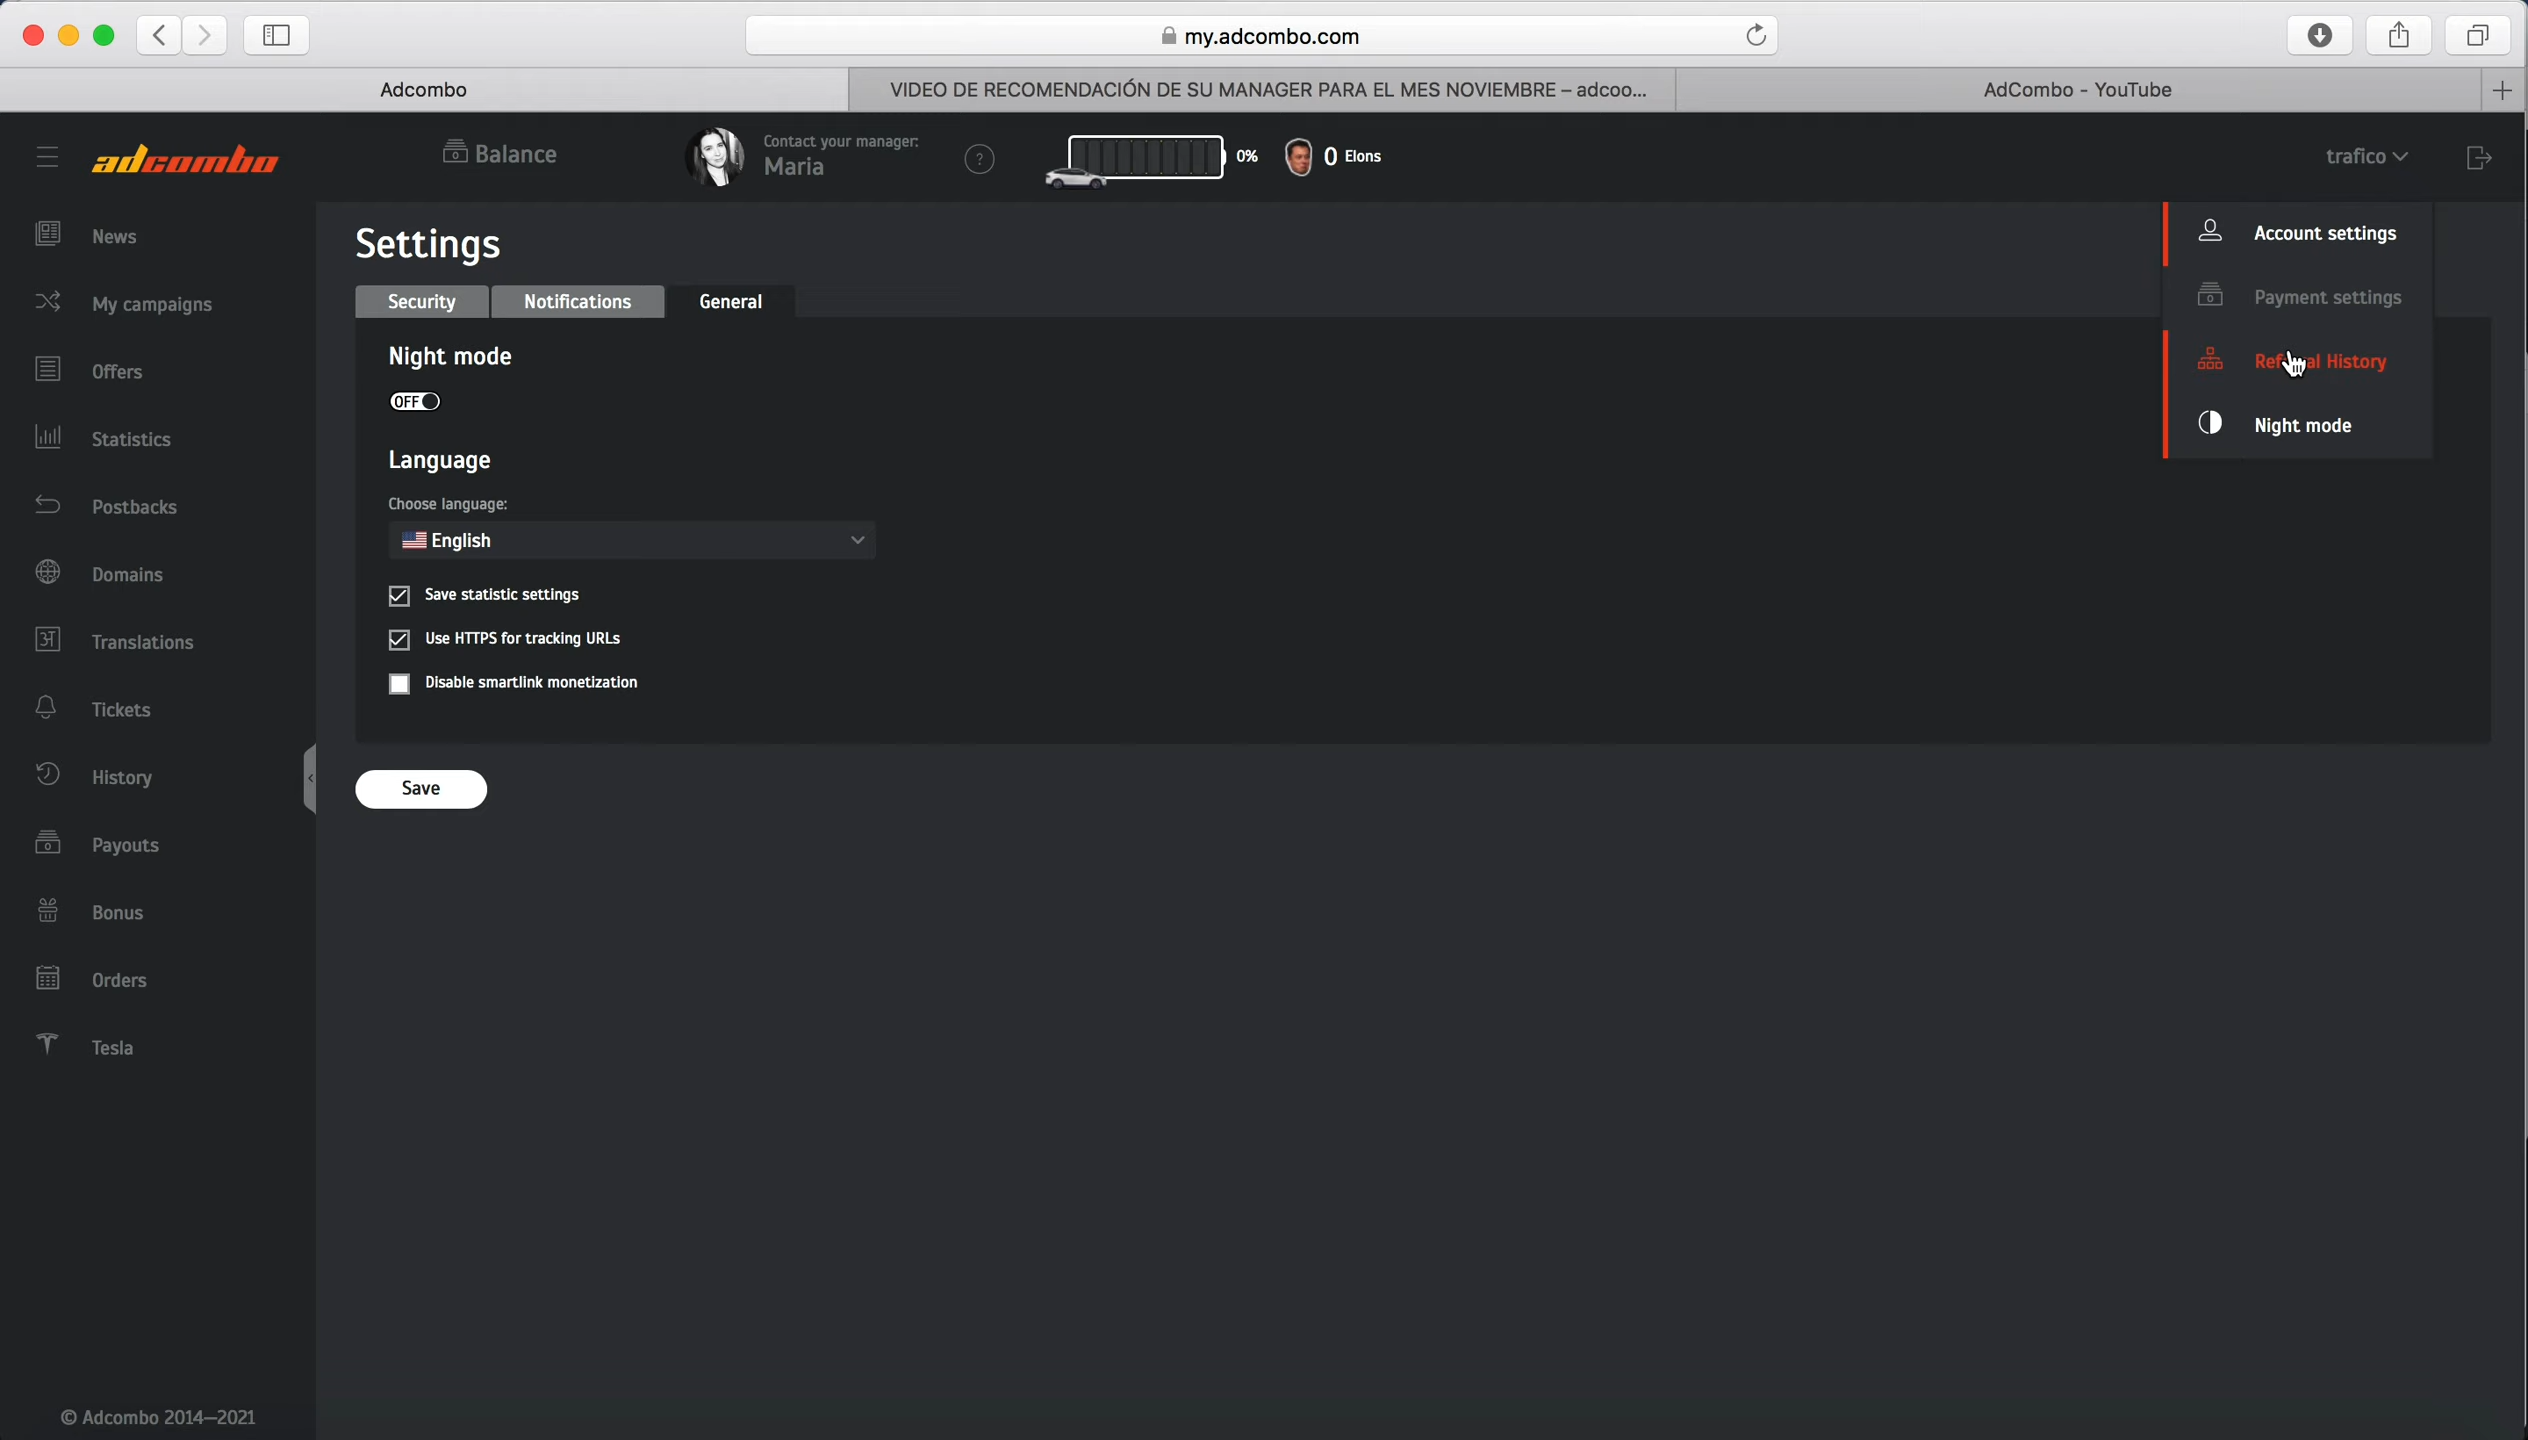 my.adcombo.com
Adcombo
VIDEO DE RECOMENDACIÓN DE SU MANAGER PARA EL MES NOVIEMBRE – adcoo...
AdCombo - YouTube
adcombo
Balance
Contact your manager:
Maria
?
0%
0 Elons
trafico
News
My campaigns
Offers
Statistics
Postbacks
Domains
Translations
Tickets
History
Payouts
Bonus
Orders
Tesla
© Adcombo 2014—2021
Settings
Security
Notifications
General
Night mode
OFF
Language
Choose language:
English
Save statistic settings
Use HTTPS for tracking URLs
Disable smartlink monetization
Save
Account settings
Payment settings
History
Night mode